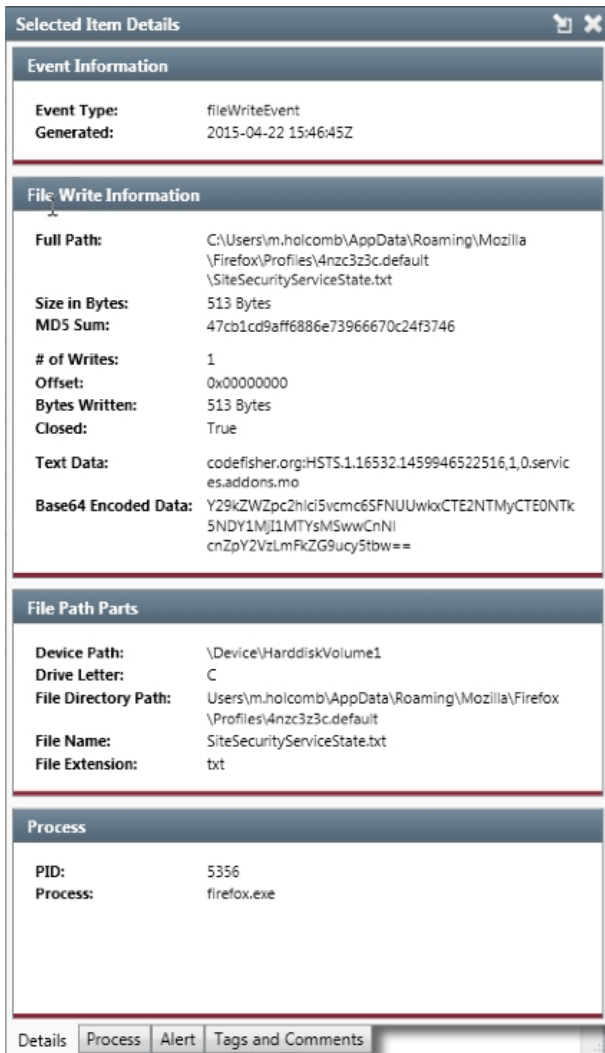 Selected Item Details
Event Information
Event Type: fileWriteEvent
Generated: 2015-04-22 15:46:45Z
File Write Information
Full Path: C:\Users\m.holcomb\AppData\Roaming\Mozilla
\Firefox\Profiles\4nzc3z3c.default
\SiteSecurityServiceState.txt
Size in Bytes: 513 Bytes
MD5 Sum: 47cb1cd9aff6886e73966670c24f3746
# of Writes: 1
Offset: 0x00000000
Bytes Written: 513 Bytes
Closed: True
Text Data: codefisher.org:HSTS.1.16532.1459946522516,1,0.servic
es.addons.mo
Base64 Encoded Data: Y29kZWZpc2hlci5vcmc6SFNUUwkxCTE2NTMyCTE0NTk
5NDY1MjI1MTYsMSwwCnNl
cnZpY2VzLmFkZG9ucy5tbw==
File Path Parts
Device Path: \Device\HarddiskVolume1
Drive Letter: C
File Directory Path: Users\m.holcomb\AppData\Roaming\Mozilla\Firefox
\Profiles\4nzc3z3c.default
File Name: SiteSecurityServiceState.txt
File Extension: txt
Process
PID: 5356
Process: firefox.exe
Details Process Alert Tags and Comments